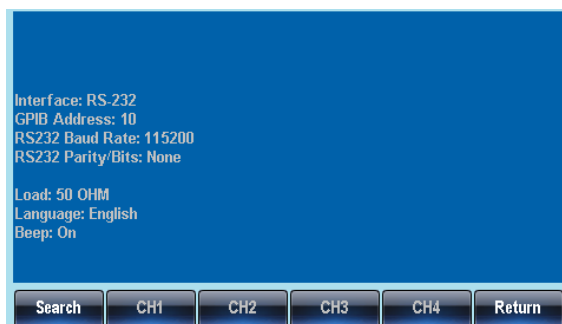 Interface: RS-232
GPIB Address: 10
RS232 Baud Rate: 115200
RS232 Parity/Bits: None
Load: 50 OHM
Language: English
Beep: On
Search CH1 CH2 CH3 CH4 Return